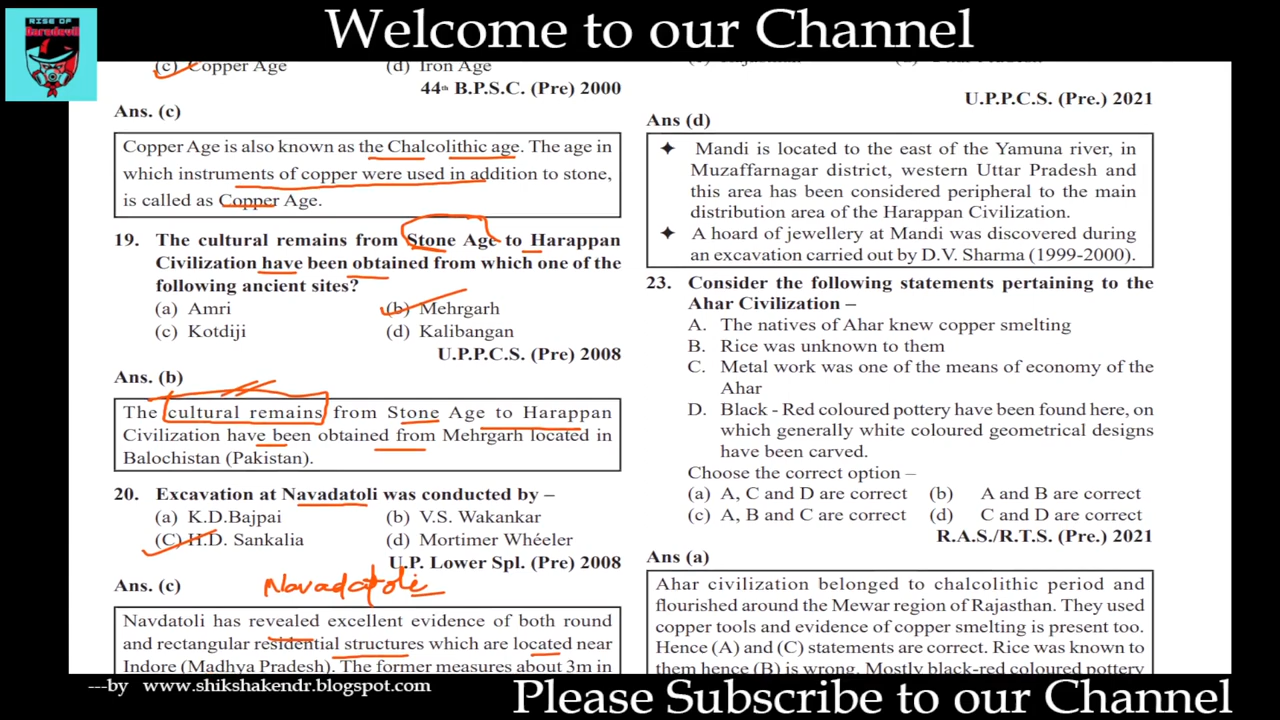 RISE OF
Daredevil
Welcome to our Channel
(c) Copper Age (d) Iron Age
44th B.P.S.C. (Pre) 2000
Ans. (c)
Copper Age is also known as the Chalcolithic age. The age in
which instruments of copper were used in addition to stone,
is called as Copper Age.
19. The cultural remains from Stone Age to Harappan
Civilization have been obtained from which one of the
following ancient sites?
(a) Amri (b) Mehrgarh
(c) Kotdiji (d) Kalibangan
U.P.P.C.S. (Pre) 2008
Ans. (b)
The cultural remains from Stone Age to Harappan
Civilization have been obtained from Mehrgarh located in
Balochistan (Pakistan).
20. Excavation at Navadatoli was conducted by –
(a) K.D.Bajpai (b) V.S. Wakankar
(C) H.D. Sankalia (d) Mortimer Whéeler
U.P. Lower Spl. (Pre) 2008
Ans. (c)
Navadatoli
Navdatoli has revealed excellent evidence of both round
and rectangular residential structures which are located near
Indore (Madhya Pradesh). The former measures about 3m in
U.P.P.C.S. (Pre.) 2021
Ans (d)
✦ Mandi is located to the east of the Yamuna river, in
Muzaffarnagar district, western Uttar Pradesh and
this area has been considered peripheral to the main
distribution area of the Harappan Civilization.
✦ A hoard of jewellery at Mandi was discovered during
an excavation carried out by D.V. Sharma (1999-2000).
23. Consider the following statements pertaining to the
Ahar Civilization –
A. The natives of Ahar knew copper smelting
B. Rice was unknown to them
C. Metal work was one of the means of economy of the
Ahar
D. Black - Red coloured pottery have been found here, on
which generally white coloured geometrical designs
have been carved.
Choose the correct option –
(a) A, C and D are correct (b) A and B are correct
(c) A, B and C are correct (d) C and D are correct
R.A.S./R.T.S. (Pre.) 2021
Ans (a)
Ahar civilization belonged to chalcolithic period and
flourished around the Mewar region of Rajasthan. They used
copper tools and evidence of copper smelting is present too.
Hence (A) and (C) statements are correct. Rice was known to
them hence (B) is wrong. Mostly black-red coloured pottery
---by www.shikshakendr.blogspot.com
Please Subscribe to our Channel